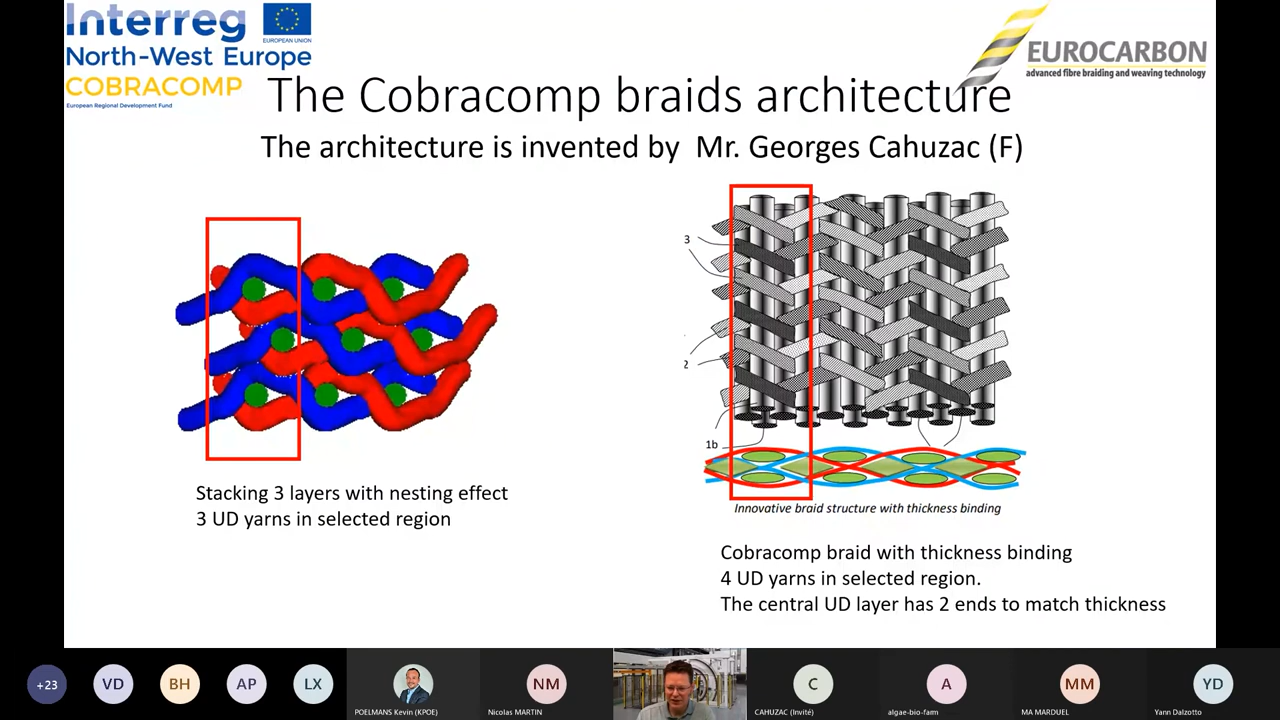 Interreg
EUROPEAN UNION
North-West Europe
COBRACOMP
European Regional Development Fund
EUROCARBON
advanced fibre braiding and weaving technology
The Cobracomp braids architecture
The architecture is invented by Mr. Georges Cahuzac (F)
3
2
1b
Innovative braid structure with thickness binding
Stacking 3 layers with nesting effect
3 UD yarns in selected region
Cobracomp braid with thickness binding
4 UD yarns in selected region.
The central UD layer has 2 ends to match thickness
+23
VD
BH
AP
LX
POELMANS Kevin (KPOE)
NM
Nicolas MARTIN
C
CAHUZAC (Invité)
A
algae-bio-farm
MM
MA MARDUEL
YD
Yann Dalzotto